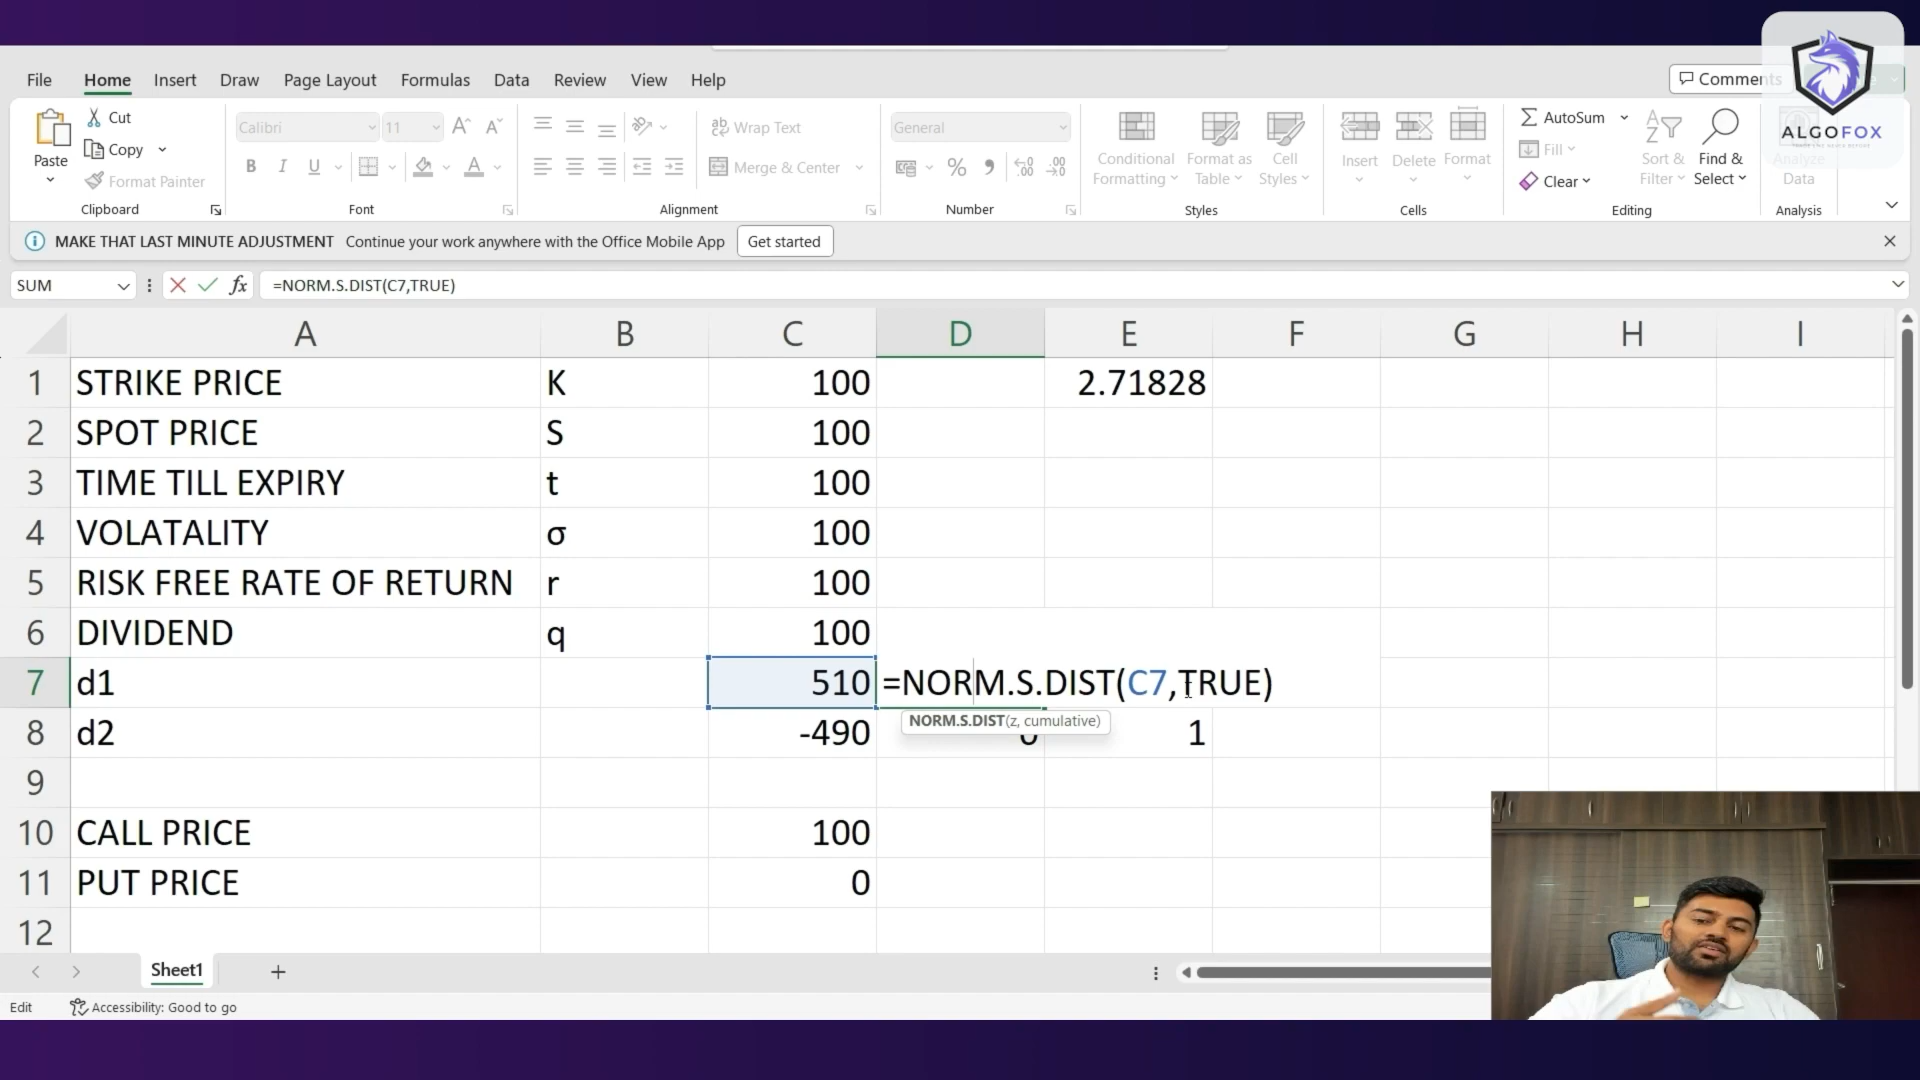 File Home Insert Draw Page Layout Formulas Data Review View Help Comments
Paste Cut Copy Format Painter Clipboard
Calibri 11 B I U A Font
Wrap Text Merge & Center Alignment
General % Number
Conditional Formatting Format as Table Cell Styles Styles
Insert Delete Format Cells
AutoSum Fill Clear Sort & Filter Find & Select Editing
Analyze Data Analysis
ALGOFOX
MAKE THAT LAST MINUTE ADJUSTMENT Continue your work anywhere with the Office Mobile App Get started
SUM fx =NORM.S.DIST(C7,TRUE)
A B C D E F G H I
1 STRIKE PRICE K 100 2.71828
2 SPOT PRICE S 100
3 TIME TILL EXPIRY t 100
4 VOLATALITY σ 100
5 RISK FREE RATE OF RETURN r 100
6 DIVIDEND q 100
7 d1 510 =NORM.S.DIST(C7,TRUE)
NORM.S.DIST(z, cumulative)
8 d2 -490 0 1
9
10 CALL PRICE 100
11 PUT PRICE 0
12
Sheet1
Edit Accessibility: Good to go